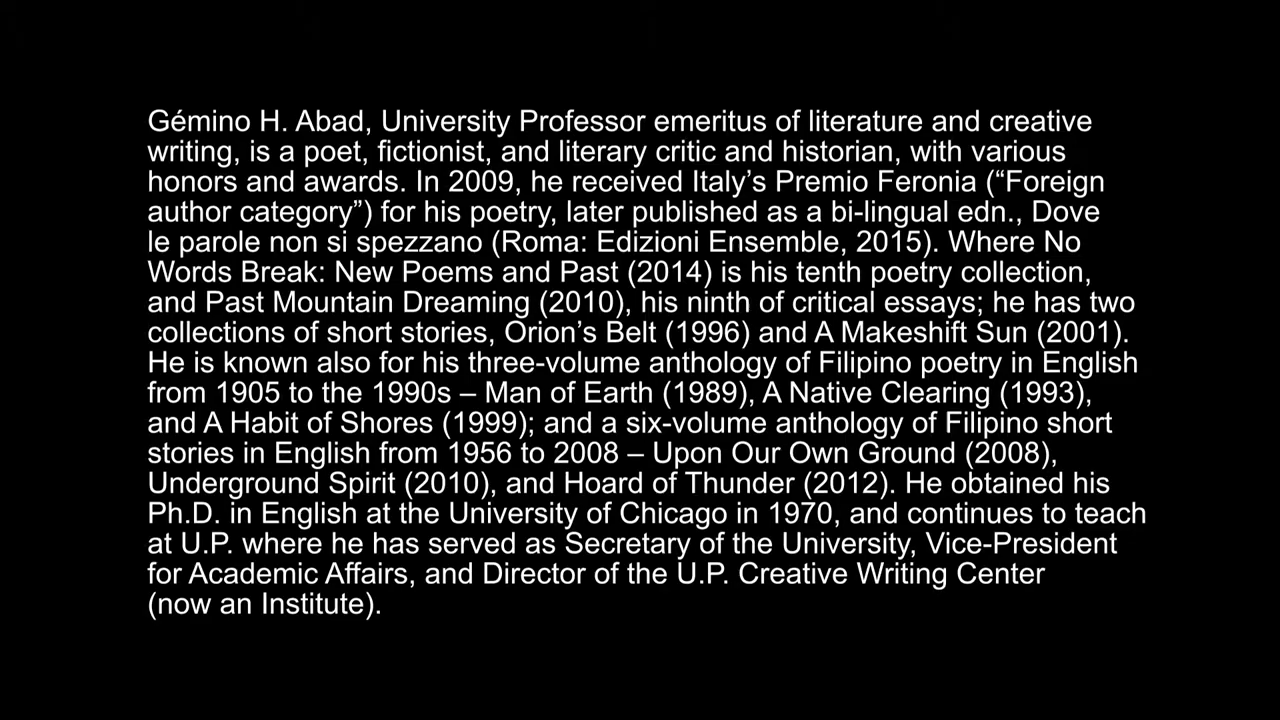 Gémino H. Abad, University Professor emeritus of literature and creative
writing, is a poet, fictionist, and literary critic and historian, with various
honors and awards. In 2009, he received Italy’s Premio Feronia (“Foreign
author category”) for his poetry, later published as a bi-lingual edn., Dove
le parole non si spezzano (Roma: Edizioni Ensemble, 2015). Where No
Words Break: New Poems and Past (2014) is his tenth poetry collection,
and Past Mountain Dreaming (2010), his ninth of critical essays; he has two
collections of short stories, Orion’s Belt (1996) and A Makeshift Sun (2001).
He is known also for his three-volume anthology of Filipino poetry in English
from 1905 to the 1990s – Man of Earth (1989), A Native Clearing (1993),
and A Habit of Shores (1999); and a six-volume anthology of Filipino short
stories in English from 1956 to 2008 – Upon Our Own Ground (2008),
Underground Spirit (2010), and Hoard of Thunder (2012). He obtained his
Ph.D. in English at the University of Chicago in 1970, and continues to teach
at U.P. where he has served as Secretary of the University, Vice-President
for Academic Affairs, and Director of the U.P. Creative Writing Center
(now an Institute).